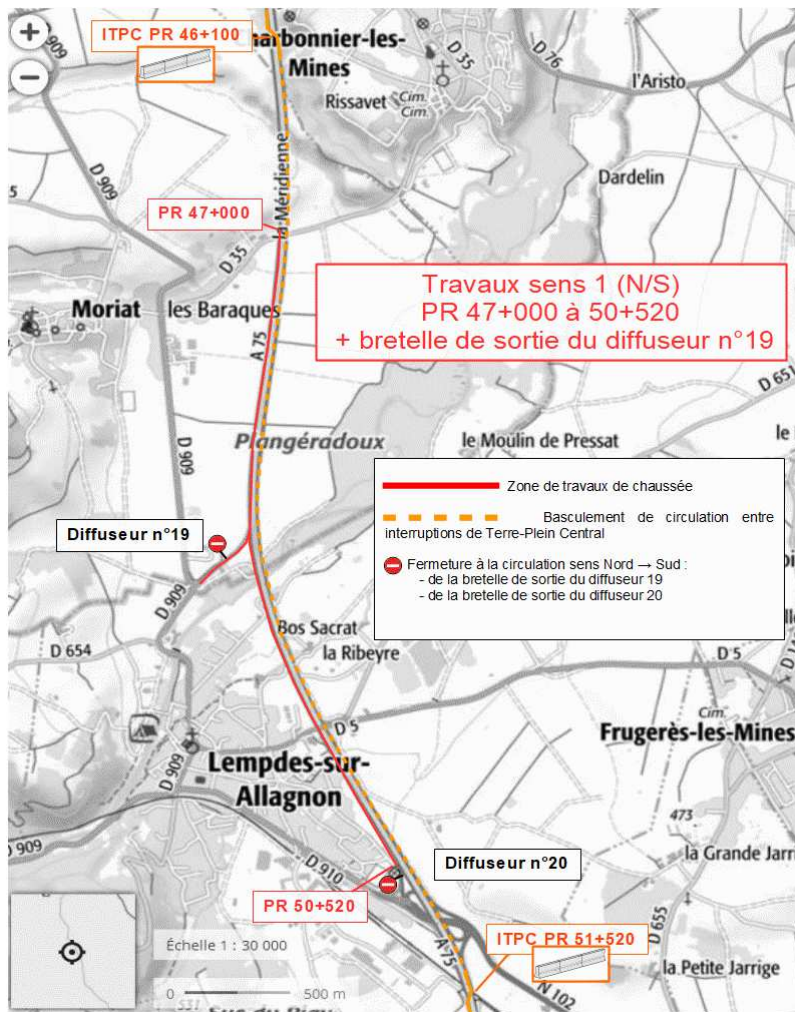 +
−
909
ITPC PR 46+100
Charbonnier-les-
Mines
D 35
D 76
l'Aristo
Rissavet
Cim.
Cim.
la Méridienne
D 909
Dardelin
5
PR 47+000
D 35
Travaux sens 1 (N/S)
PR 47+000 à 50+520
+ bretelle de sortie du diffuseur n°19
Moriat
les Baraques
A 75
D 651
D 909
Plangéradoux
le Moulin de Pressat
le
Zone de travaux de chaussée
Basculement de circulation entre
interruptions de Terre-Plein Central
Fermeture à la circulation sens Nord → Sud :
- de la bretelle de sortie du diffuseur 19
- de la bretelle de sortie du diffuseur 20
Diffuseur n°19
D 909
Bos Sacrat
D 654
la Ribeyre
D 5
D 5
Cim.
Frugerès-les-Mines
D 909
Lempdes-sur-
Allagnon
473
D 909
la Grande Jarri
D 910
Diffuseur n°20
PR 50+520
D 655
A 75
ITPC PR 51+520
la Petite Jarrige
N 102
Échelle 1 : 30 000
0
500 m
531